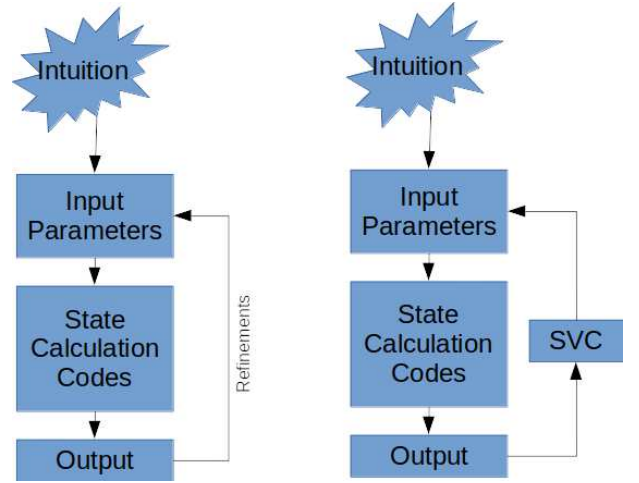 Intuition
Input
Parameters
State
Calculation
Codes
Output
Refinements
Intuition
Input
Parameters
State
Calculation
Codes
Output
SVC